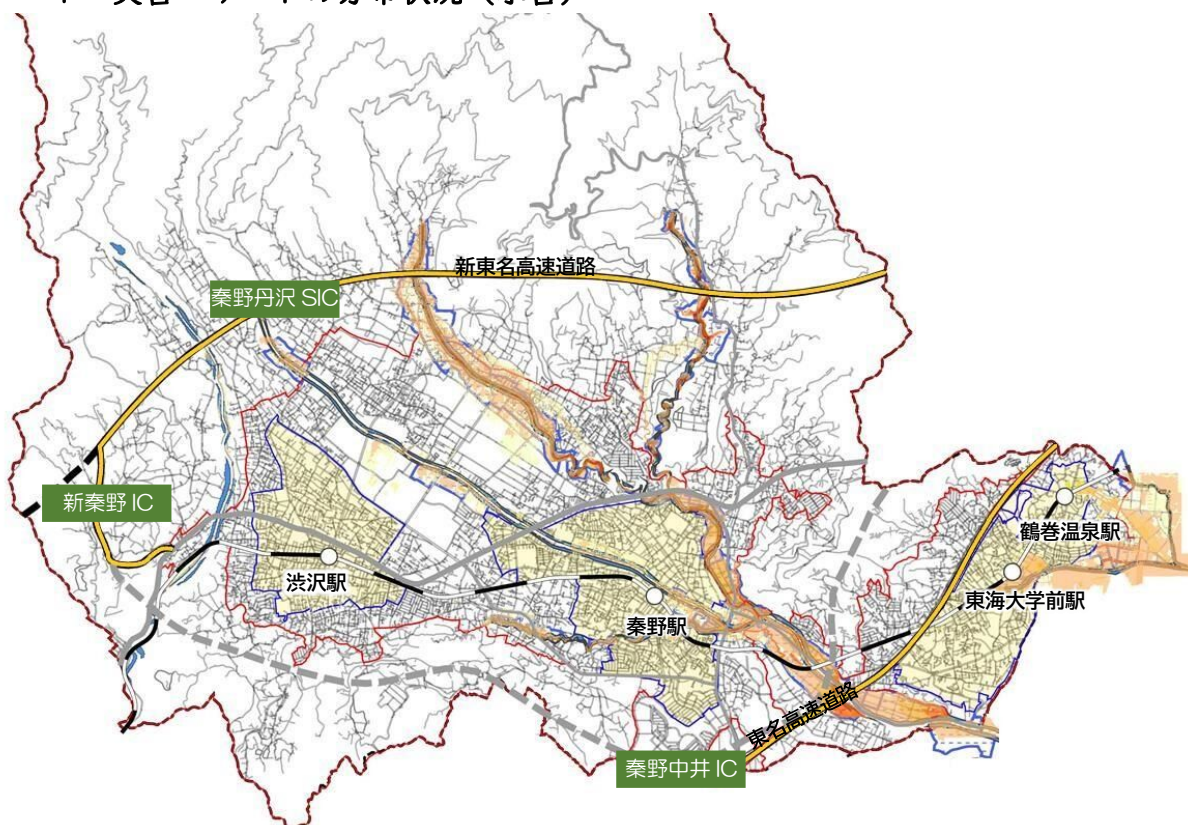 新東名高速道路
秦野丹沢 SIC
新秦野 IC
鶴巻温泉駅
渋沢駅
東海大学前駅
秦野駅
東名高速道路
秦野中井 IC